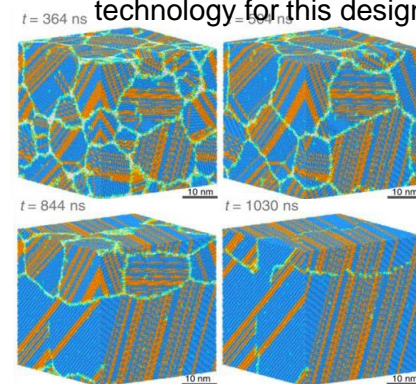 technology for this design
t = 364 ns
10 nm
10 nm
t = 844 ns
t = 1030 ns
10 nm
10 nm